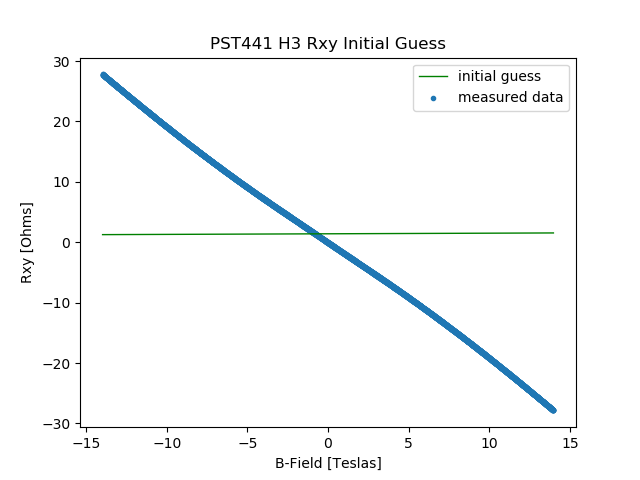 PST441 H3 Rxy Initial Guess
initial guess
measured data
30
20
10
0
−10
−20
−30
Rxy [Ohms]
−15
−10
−5
0
5
10
15
B-Field [Teslas]